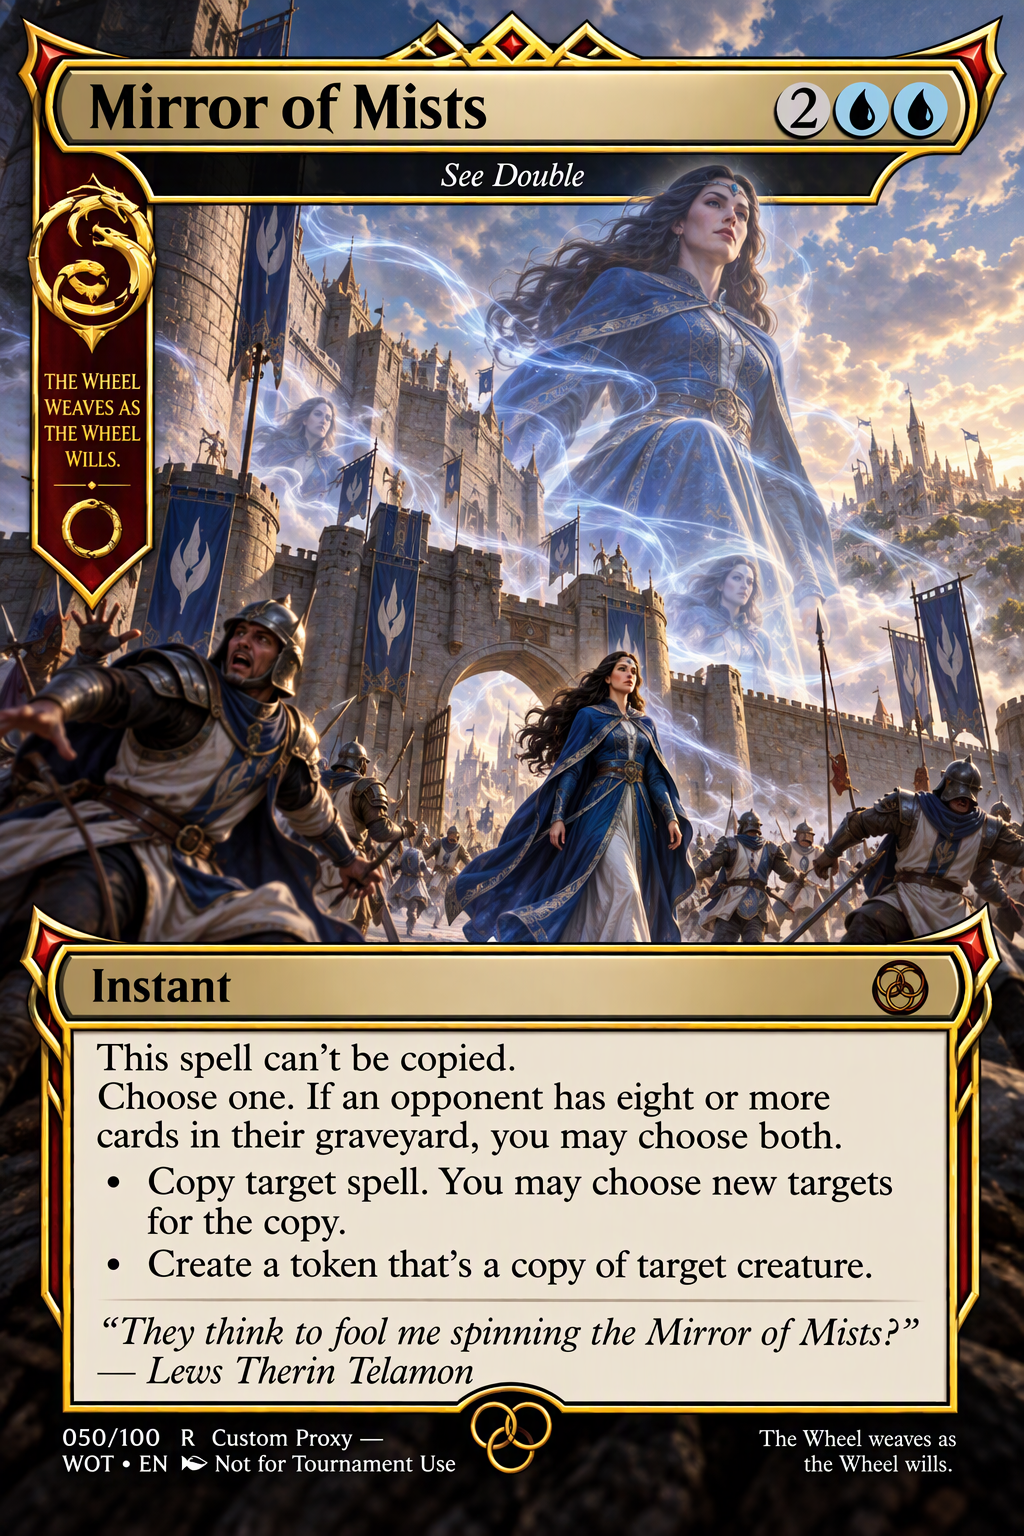 Mirror of Mists
2
See Double
THE WHEEL
WEAVES AS
THE WHEEL
WILLS.
Instant
This spell can't be copied.
Choose one. If an opponent has eight or more
cards in their graveyard, you may choose both.
• Copy target spell. You may choose new targets
for the copy.
• Create a token that's a copy of target creature.
“They think to fool me spinning the Mirror of Mists?”
— Lews Therin Telamon
050/100 R Custom Proxy —
WOT • EN Not for Tournament Use
The Wheel weaves as
the Wheel wills.